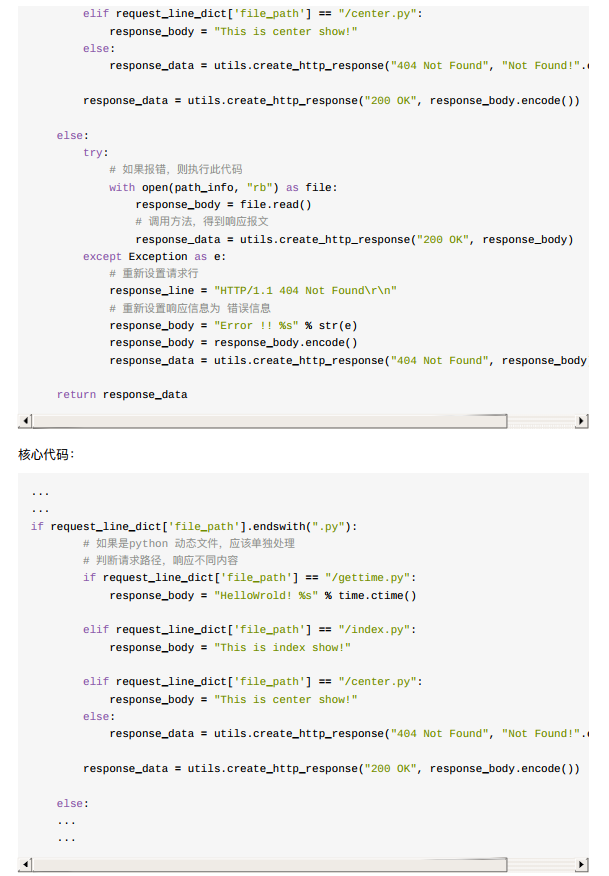 elif request_line_dict['file_path'] == "/center.py":
response_body = "This is center show!"
else:
response_data = utils.create_http_response("404 Not Found", "Not Found!".
response_data = utils.create_http_response("200 OK", response_body.encode())
else:
try:
# 如果报错，则执行此代码
with open(path_info, "rb") as file:
response_body = file.read()
# 调用方法，得到响应报文
response_data = utils.create_http_response("200 OK", response_body)
except Exception as e:
# 重新设置请求行
response_line = "HTTP/1.1 404 Not Found\r\n"
# 重新设置响应信息为 错误信息
response_body = "Error !! %s" % str(e)
response_body = response_body.encode()
response_data = utils.create_http_response("404 Not Found", response_body
return response_data
核心代码：
...
...
if request_line_dict['file_path'].endswith(".py"):
# 如果是python 动态文件，应该单独处理
# 判断请求路径，响应不同内容
if request_line_dict['file_path'] == "/gettime.py":
response_body = "HelloWrold! %s" % time.ctime()
elif request_line_dict['file_path'] == "/index.py":
response_body = "This is index show!"
elif request_line_dict['file_path'] == "/center.py":
response_body = "This is center show!"
else:
response_data = utils.create_http_response("404 Not Found", "Not Found!".
response_data = utils.create_http_response("200 OK", response_body.encode())
else:
...
...